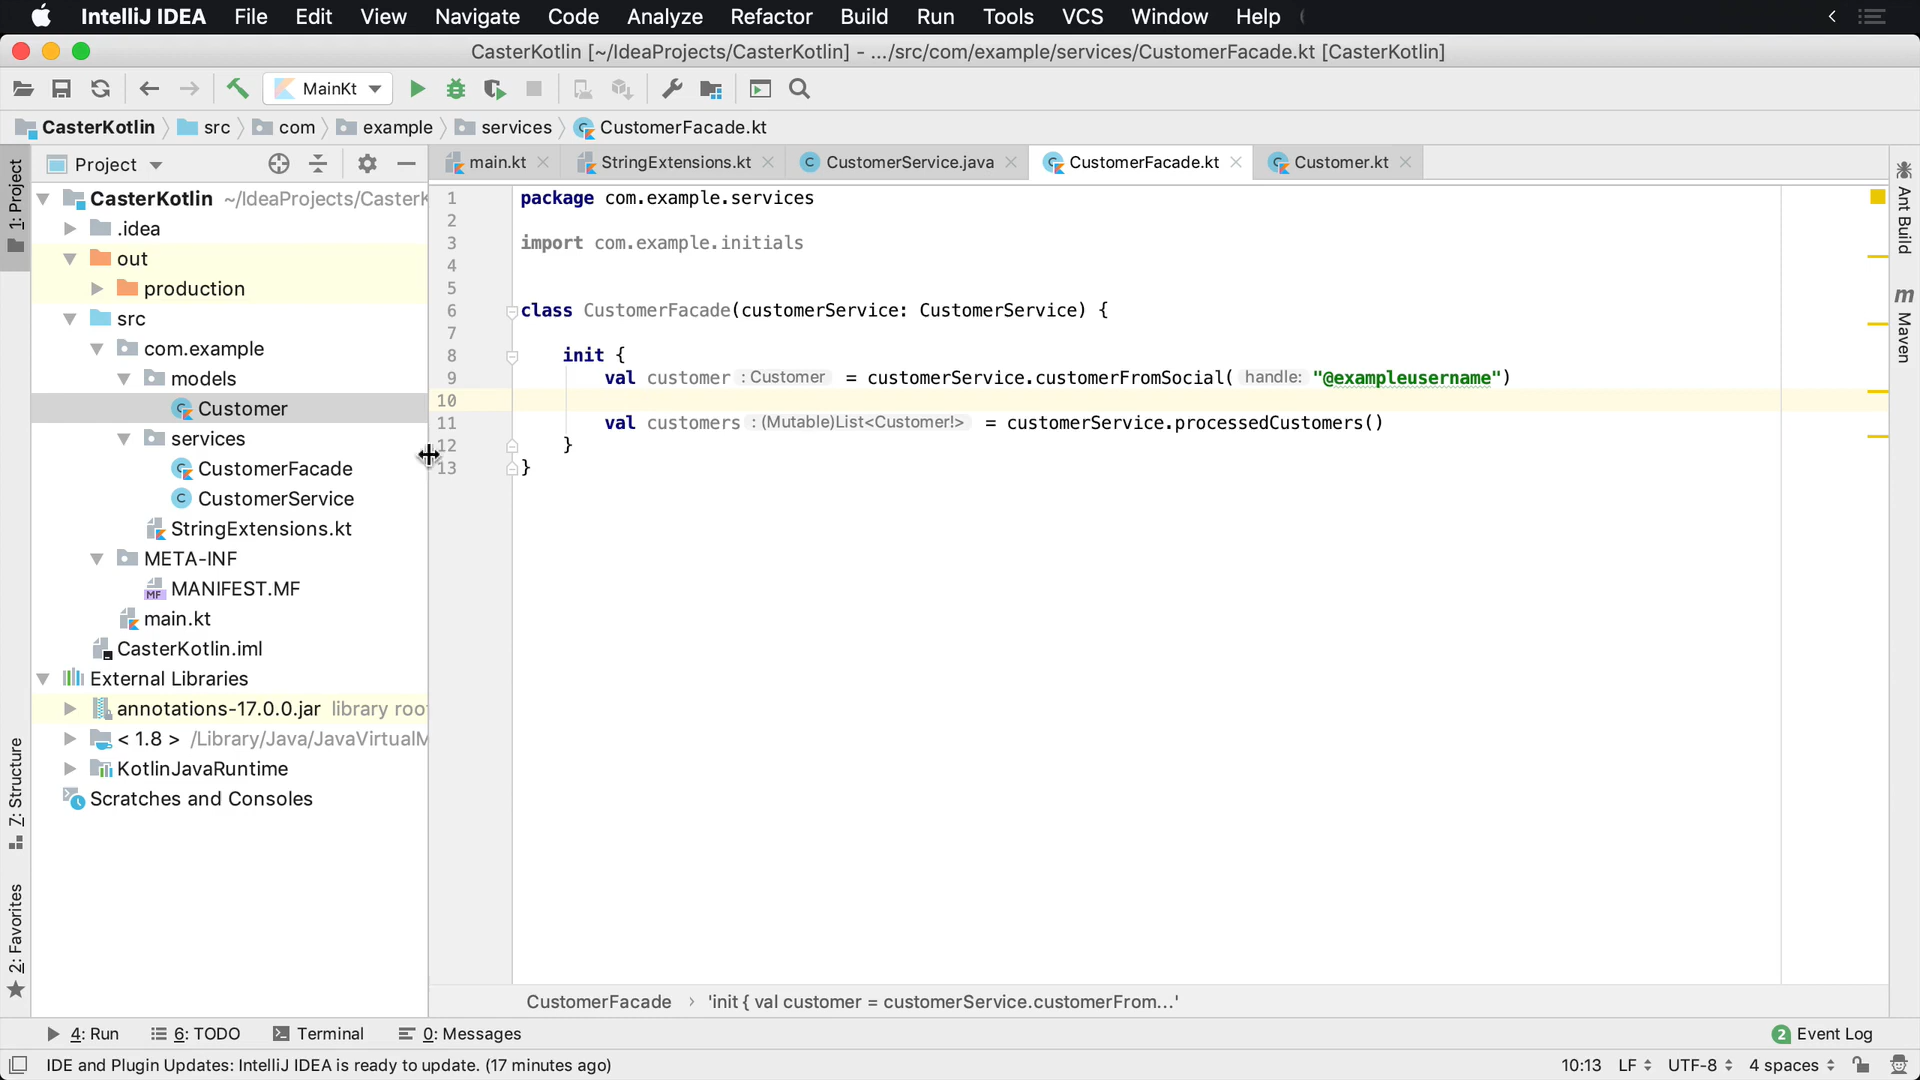 IntelliJ IDEA File Edit View Navigate Code Analyze Refactor Build Run Tools VCS Window Help
CasterKotlin [~/IdeaProjects/CasterKotlin] - .../src/com/example/services/CustomerFacade.kt [CasterKotlin]
MainKt
CasterKotlin src com example services CustomerFacade.kt
Project
main.kt StringExtensions.kt CustomerService.java CustomerFacade.kt Customer.kt
1: Project
Z: Structure
2: Favorites
CasterKotlin ~/IdeaProjects/CasterK
.idea
out
production
src
com.example
models
Customer
services
CustomerFacade
CustomerService
StringExtensions.kt
META-INF
MF MANIFEST.MF
main.kt
CasterKotlin.iml
External Libraries
annotations-17.0.0.jar library roo
< 1.8 > /Library/Java/JavaVirtualM
KotlinJavaRuntime
Scratches and Consoles
1 package com.example.services
2
3 import com.example.initials
4
5
6 class CustomerFacade(customerService: CustomerService) {
7
8 init {
9 val customer : Customer = customerService.customerFromSocial( handle: "@exampleusername")
10
11 val customers : (Mutable)List<Customer!> = customerService.processedCustomers()
12 }
13 }
Ant Build
m Maven
CustomerFacade › 'init { val customer = customerService.customerFrom...'
4: Run 6: TODO Terminal 0: Messages 2 Event Log
IDE and Plugin Updates: IntelliJ IDEA is ready to update. (17 minutes ago) 10:13 LF UTF-8 4 spaces